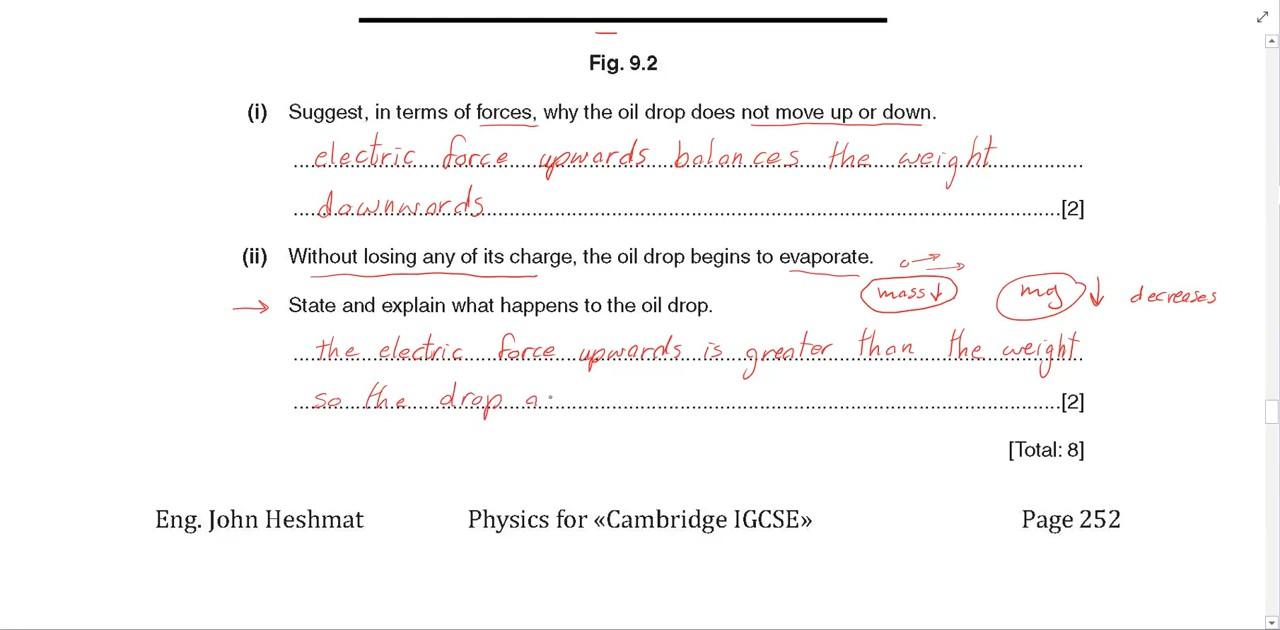 Fig. 9.2
(i) Suggest, in terms of forces, why the oil drop does not move up or down.
electric force upwards balances the weight
downwards [2]
(ii) Without losing any of its charge, the oil drop begins to evaporate.
mass↓ mg ↓ decreases
State and explain what happens to the oil drop.
the electric force upwards is greater than the weight
so the drop a [2]
[Total: 8]
Eng. John Heshmat Physics for «Cambridge IGCSE» Page 252